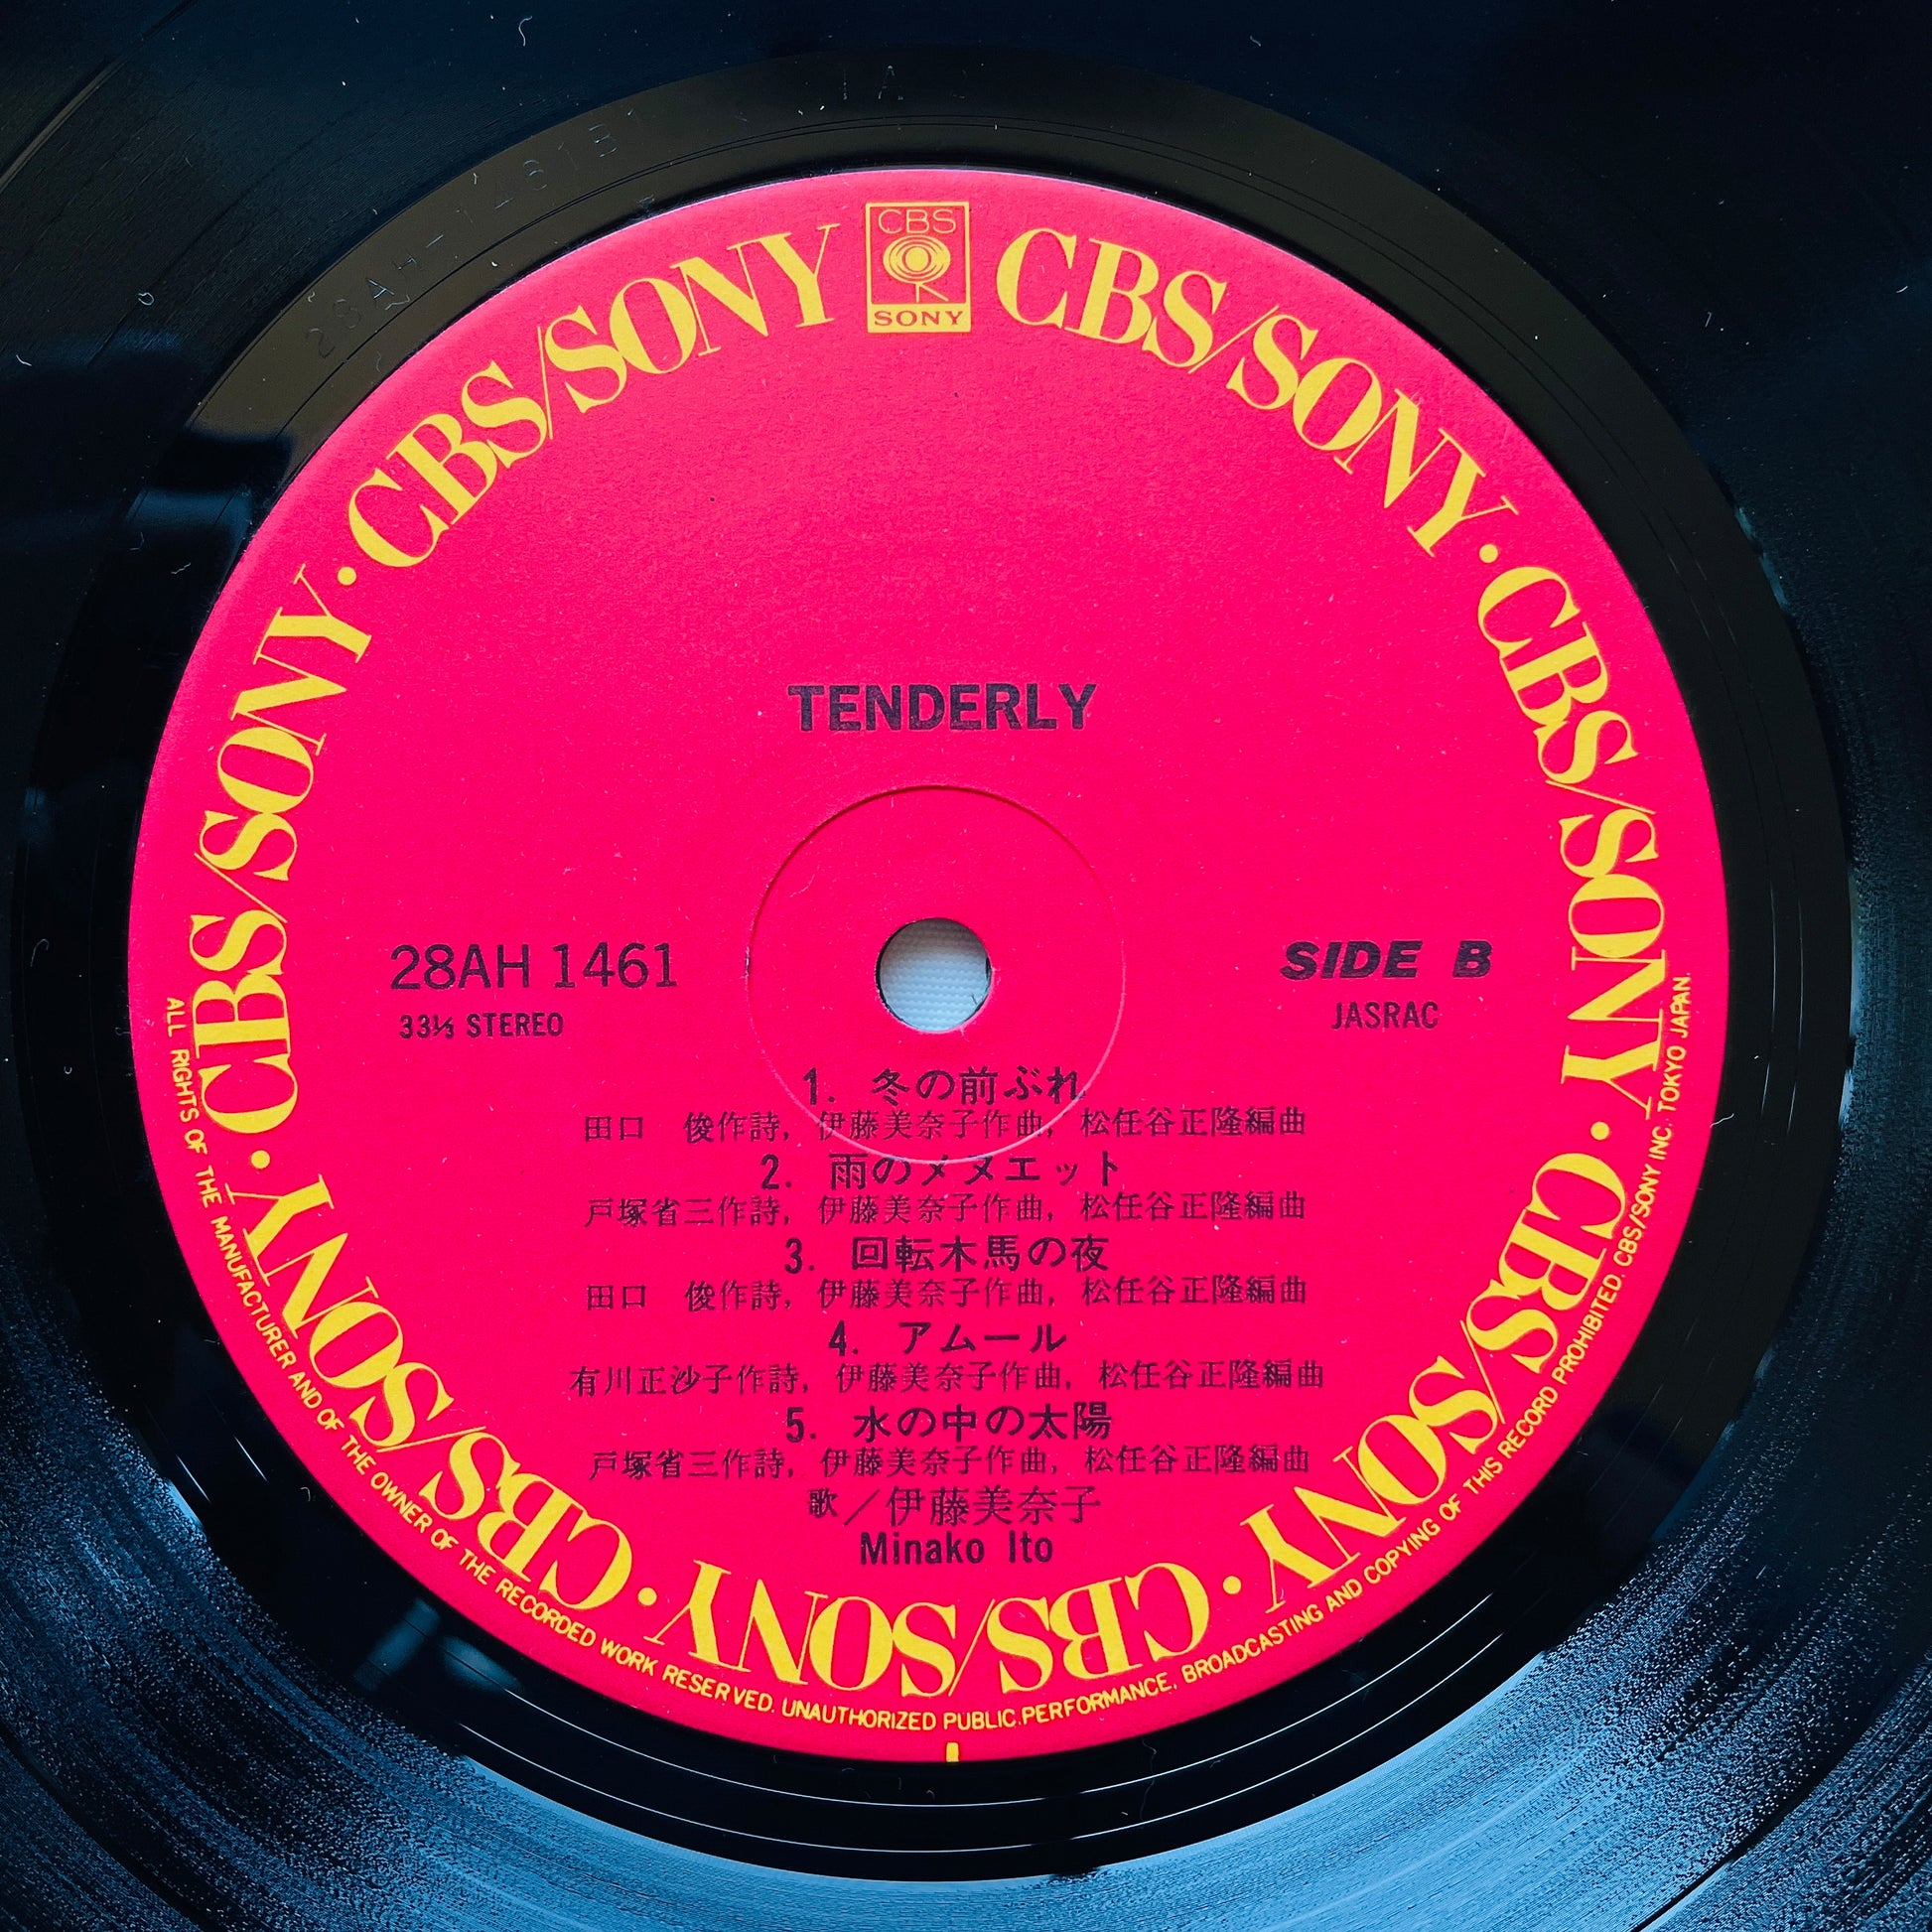 28AH-1461B1
1A
CBS
SONY
CBS/SONY · CBS/SONY · CBS/SONY · CBS/SONY · CBS/SONY · CBS/SONY · CBS/SONY · CBS/SONY
TENDERLY
28AH 1461
33⅓ STEREO
SIDE B
JASRAC
1. 冬の前ぶれ
田口 俊作詩, 伊藤美奈子作曲, 松任谷正隆編曲
2. 雨のメヌエット
戸塚省三作詩, 伊藤美奈子作曲, 松任谷正隆編曲
3. 回転木馬の夜
田口 俊作詩, 伊藤美奈子作曲, 松任谷正隆編曲
4. アムール
有川正沙子作詩, 伊藤美奈子作曲, 松任谷正隆編曲
5. 水の中の太陽
戸塚省三作詩, 伊藤美奈子作曲, 松任谷正隆編曲
歌／伊藤美奈子
Minako Ito
ALL RIGHTS OF THE MANUFACTURER AND OF THE OWNER OF THE RECORDED WORK RESERVED. UNAUTHORIZED PUBLIC.PERFORMANCE, BROADCASTING AND COPYING OF THIS RECORD PROHIBITED. CBS/SONY INC. TOKYO JAPAN.